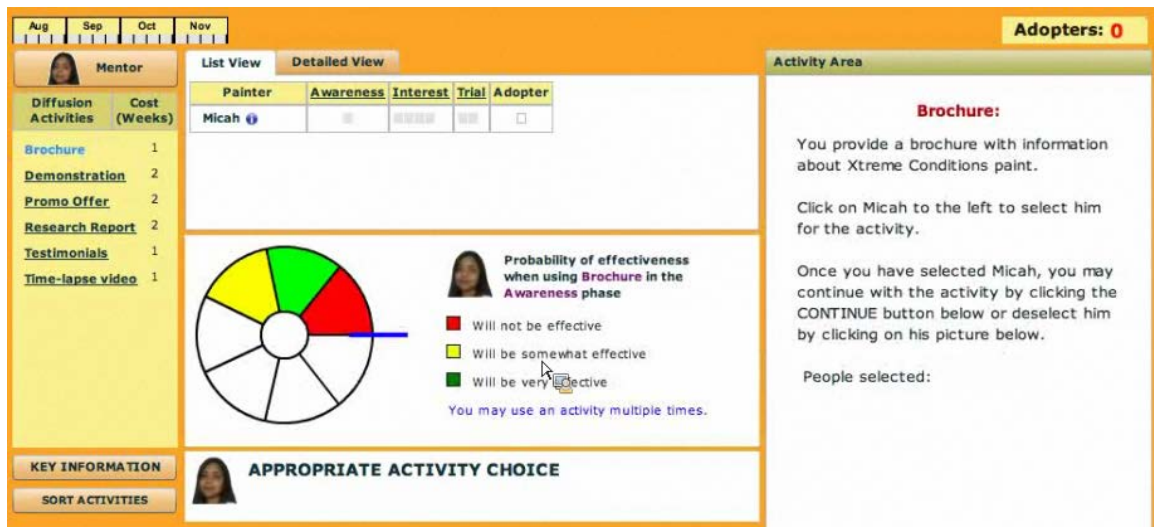 Aug Sep Oct Nov
Adopters: 0
Mentor
Diffusion Activities Cost (Weeks)
Brochure 1
Demonstration 2
Promo Offer 2
Research Report 2
Testimonials 1
Time-lapse video 1
KEY INFORMATION
SORT ACTIVITIES
List View Detailed View
Painter Awareness Interest Trial Adopter
Micah
Probability of effectiveness
when using Brochure in the
Awareness phase
Will not be effective
Will be somewhat effective
Will be very
You may use an activity multiple times.
APPROPRIATE ACTIVITY CHOICE
Activity Area
Brochure:
You provide a brochure with information
about Xtreme Conditions paint.
Click on Micah to the left to select him
for the activity.
Once you have selected Micah, you may
continue with the activity by clicking the
CONTINUE button below or deselect him
by clicking on his picture below.
People selected: